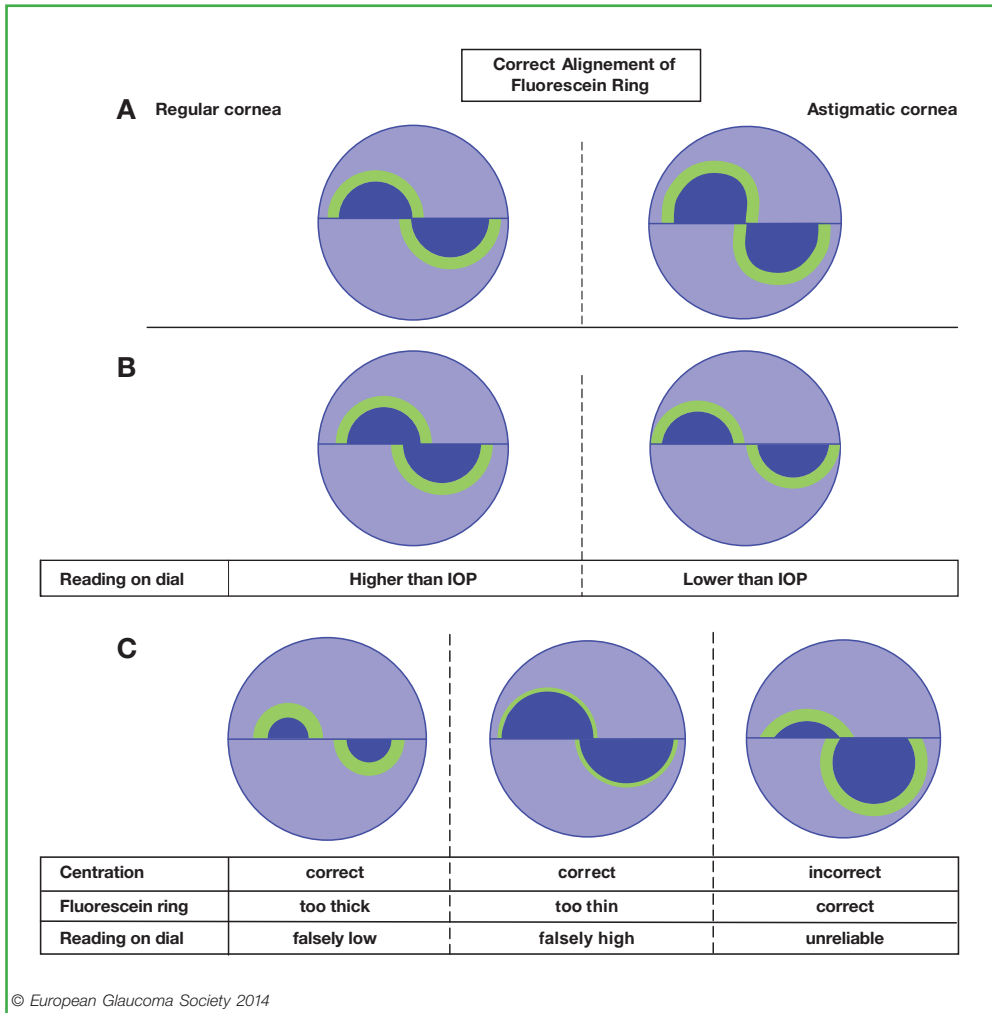 Correct Alignement of
Fluorescein Ring
A
Regular cornea
Astigmatic cornea
B
Reading on dial
Higher than IOP
Lower than IOP
C
Centration
correct
correct
incorrect
Fluorescein ring
too thick
too thin
correct
Reading on dial
falsely low
falsely high
unreliable
© European Glaucoma Society 2014